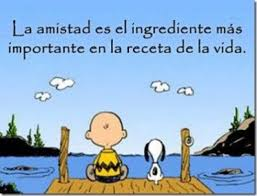 La amistad es el ingrediente más
importante en la receta de la vida.